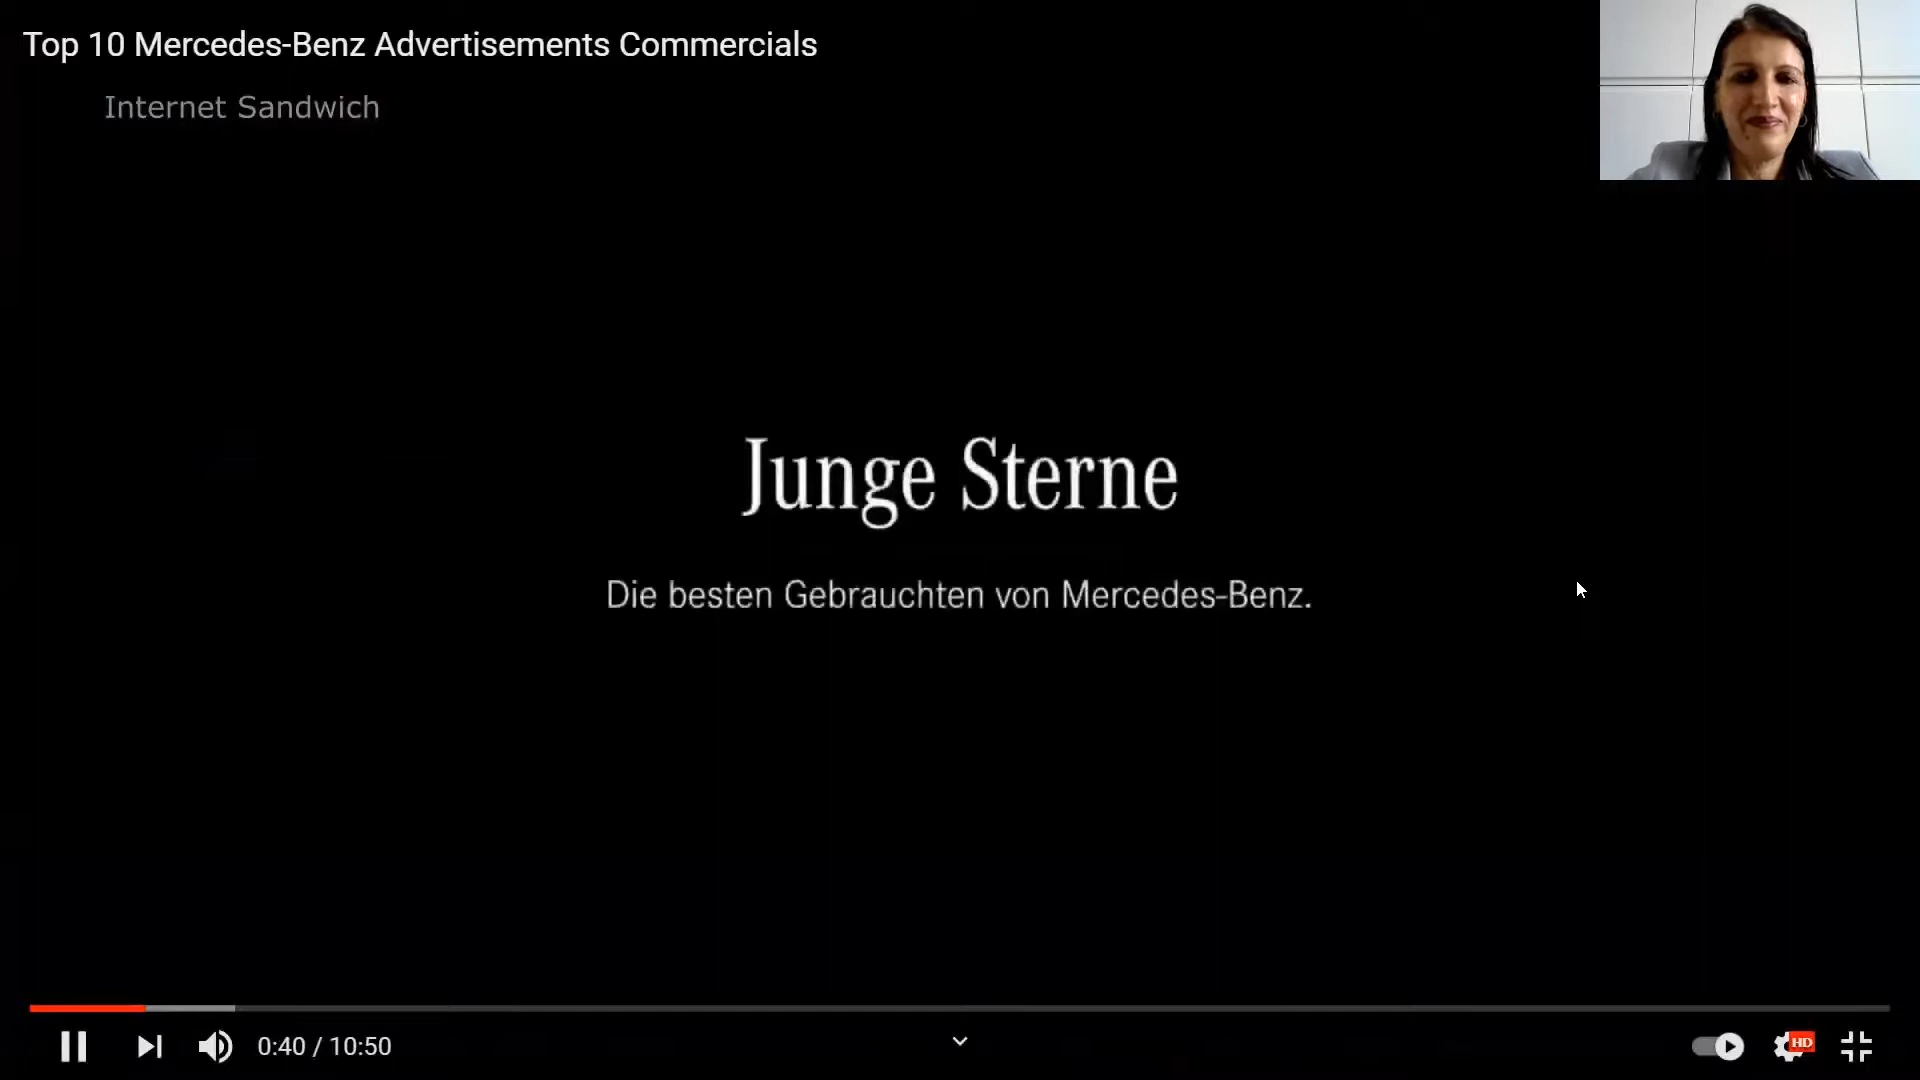 Top 10 Mercedes-Benz Advertisements Commercials
Internet Sandwich
Junge Sterne
Die besten Gebrauchten von Mercedes-Benz.
0:40 / 10:50
HD